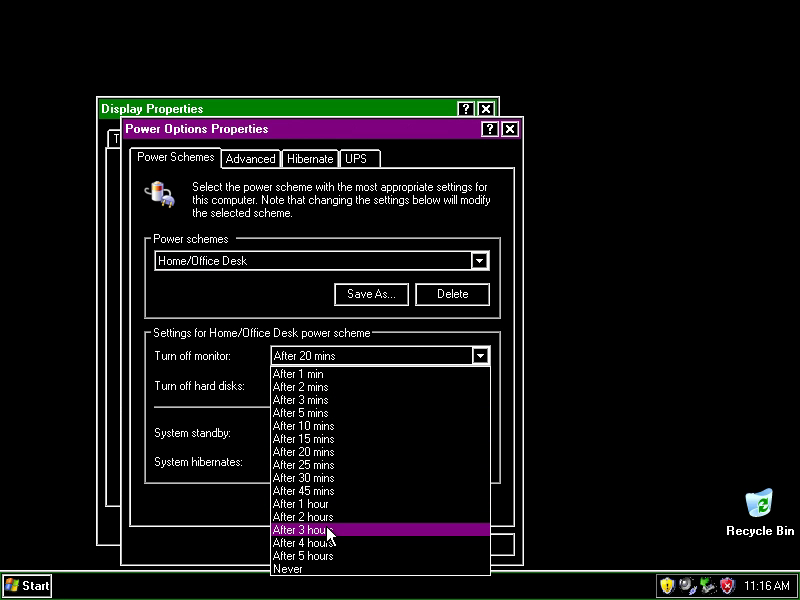 Display Properties
Power Options Properties
T
Power Schemes
Advanced
Hibernate
UPS
Select the power scheme with the most appropriate settings for
this computer. Note that changing the settings below will modify
the selected scheme.
Power schemes
Home/Office Desk
Save As...
Delete
Settings for Home/Office Desk power scheme
Turn off monitor:
After 20 mins
Turn off hard disks:
System standby:
System hibernates:
After 1 min
After 2 mins
After 3 mins
After 5 mins
After 10 mins
After 15 mins
After 20 mins
After 25 mins
After 30 mins
After 45 mins
After 1 hour
After 2 hours
After 3 hours
After 4 hours
After 5 hours
Never
Recycle Bin
Start
11:16 AM